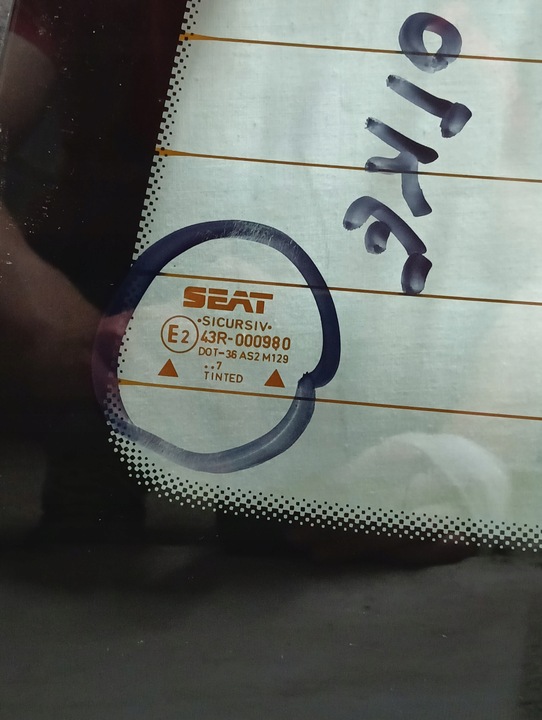 SEAT
•SICURSIV•
E2 43R-000980
DOT-36 AS2 M129
..7
TINTED